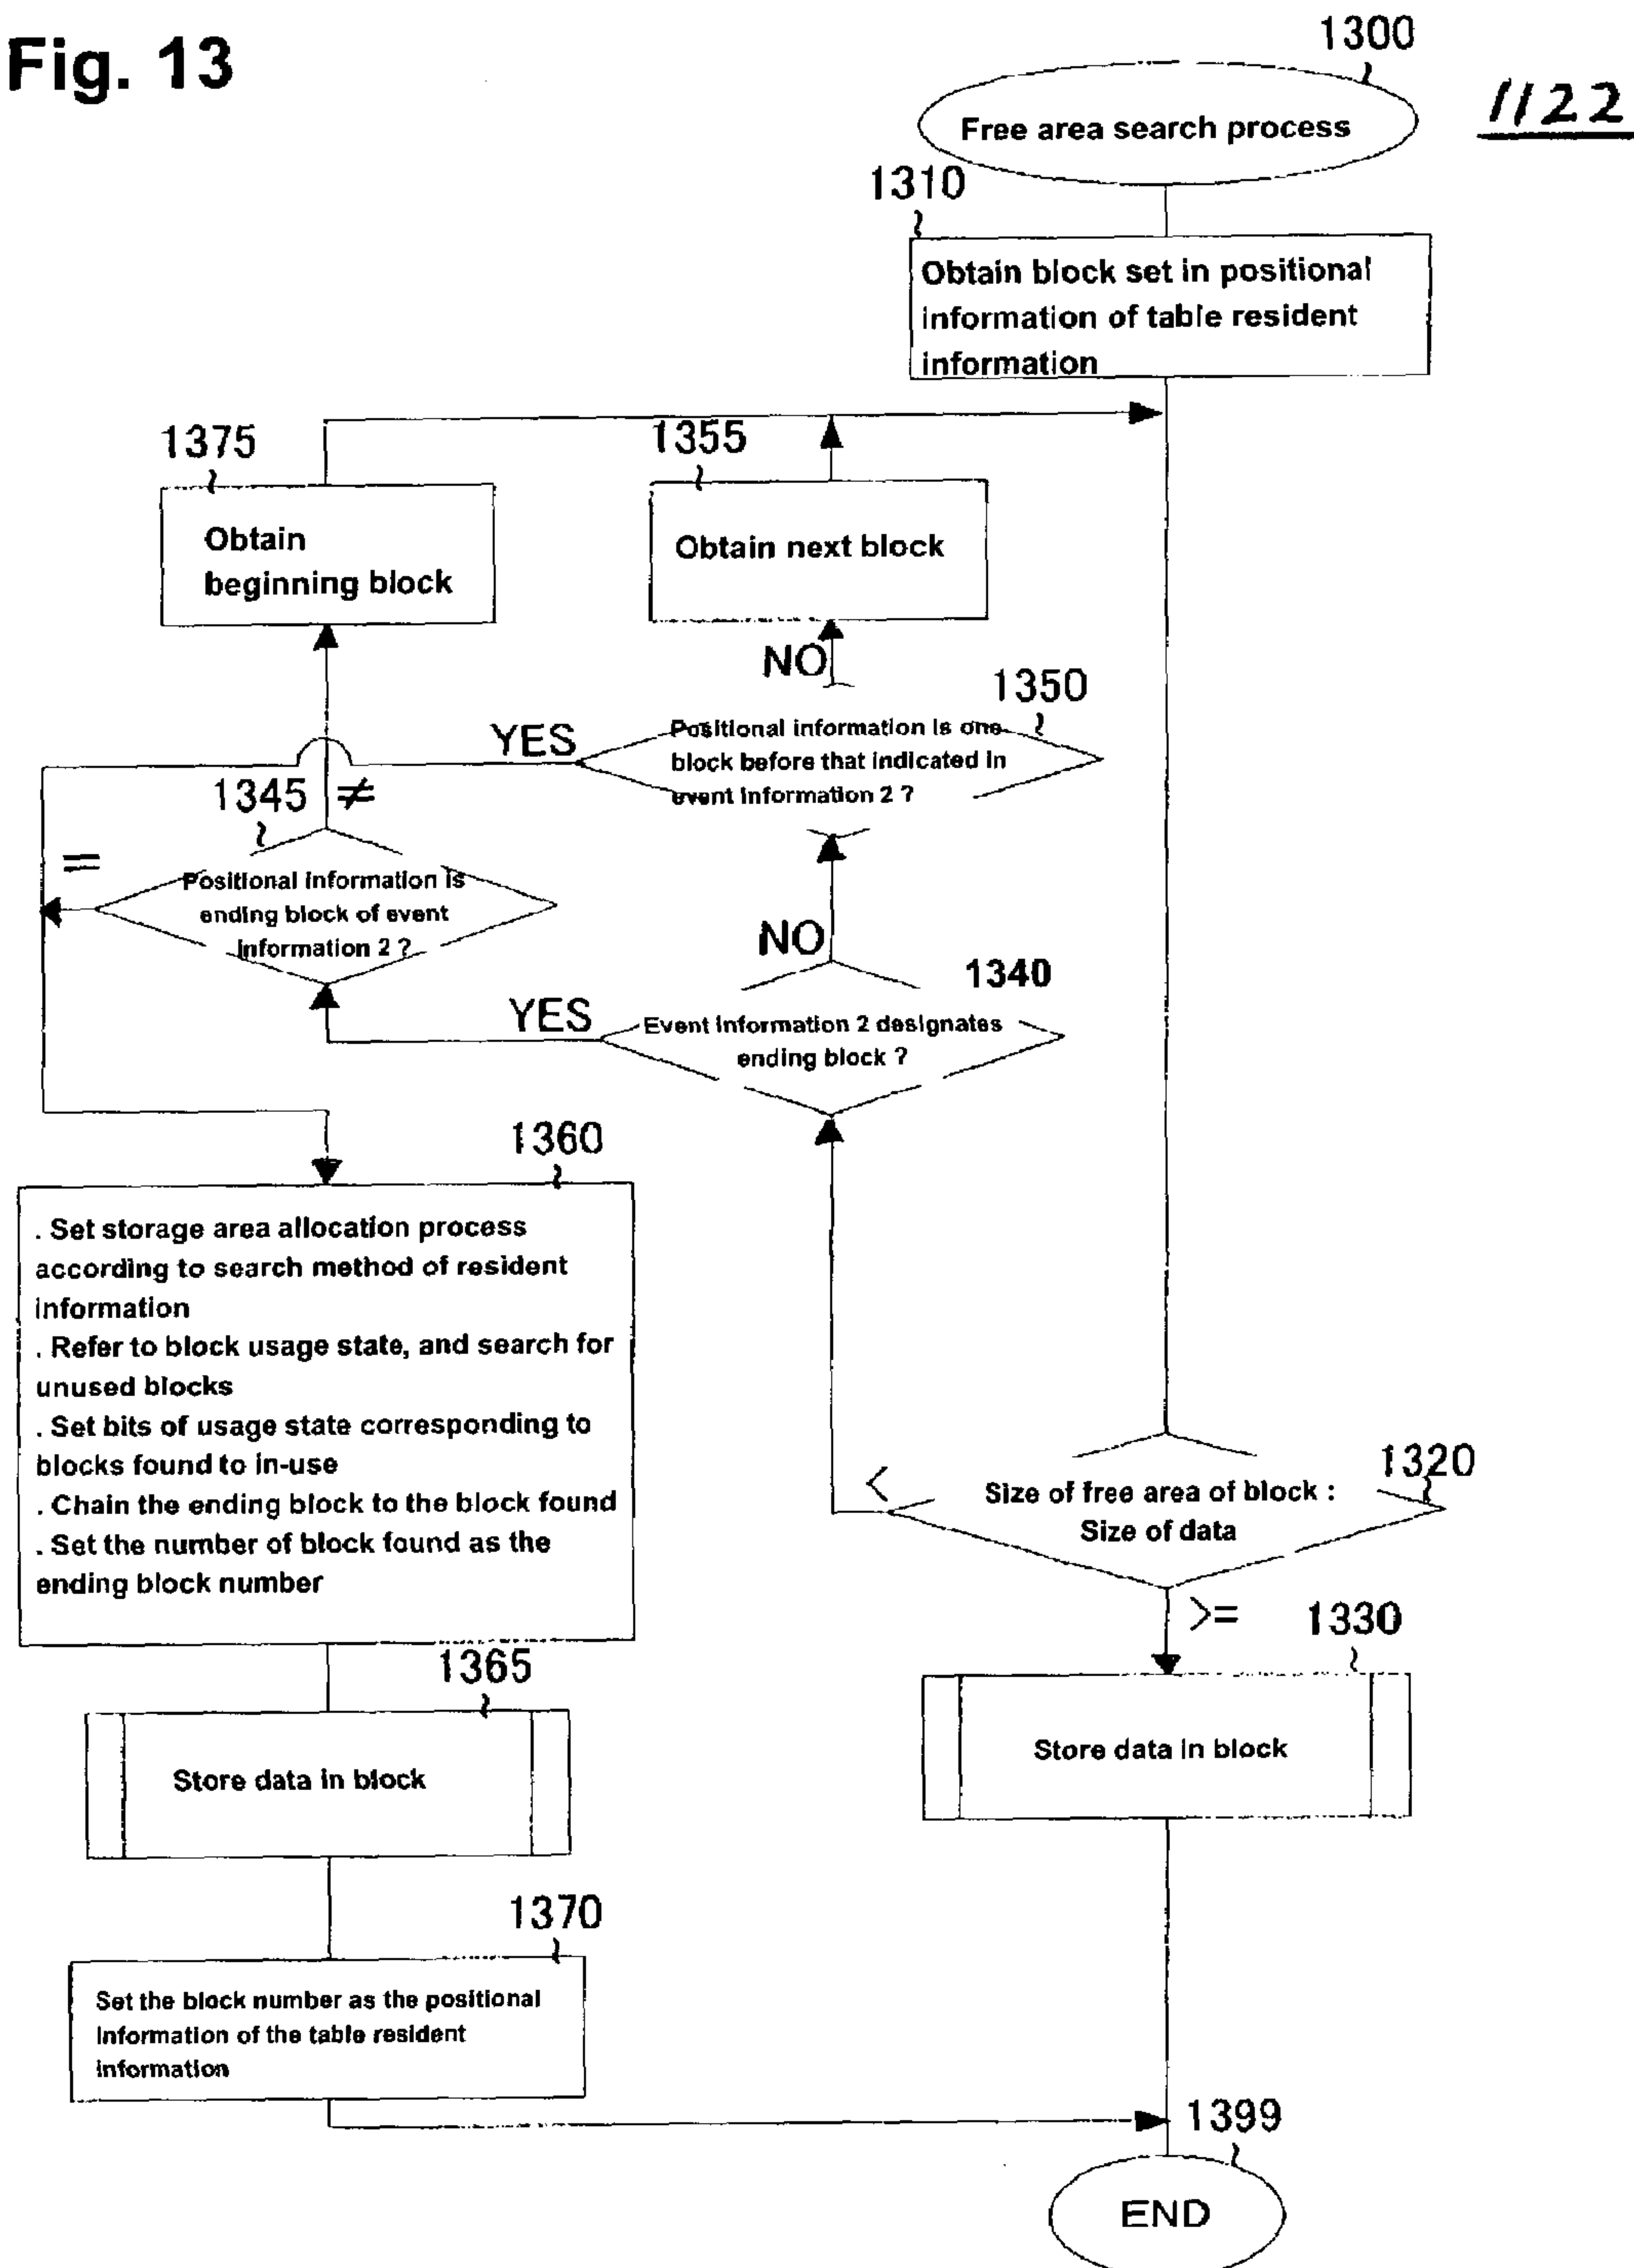 Fig. 13
1300
1122
Free area search process
1310
Obtain block set in positional
information of table resident
information
1375
1355
Obtain
beginning block
Obtain next block
NO
1350
YES
Positional information is one
block before that indicated in
event information 2 ?
1345
≠
=
Positional information is
ending block of event
information 2 ?
NO
1340
YES
Event information 2 designates
ending block ?
1360
. Set storage area allocation process
according to search method of resident
information
. Refer to block usage state, and search for
unused blocks
. Set bits of usage state corresponding to
blocks found to in-use
. Chain the ending block to the block found
. Set the number of block found as the
ending block number
1320
<
Size of free area of block :
Size of data
>=
1330
1365
Store data in block
Store data in block
1370
Set the block number as the positional
information of the table resident
information
1399
END